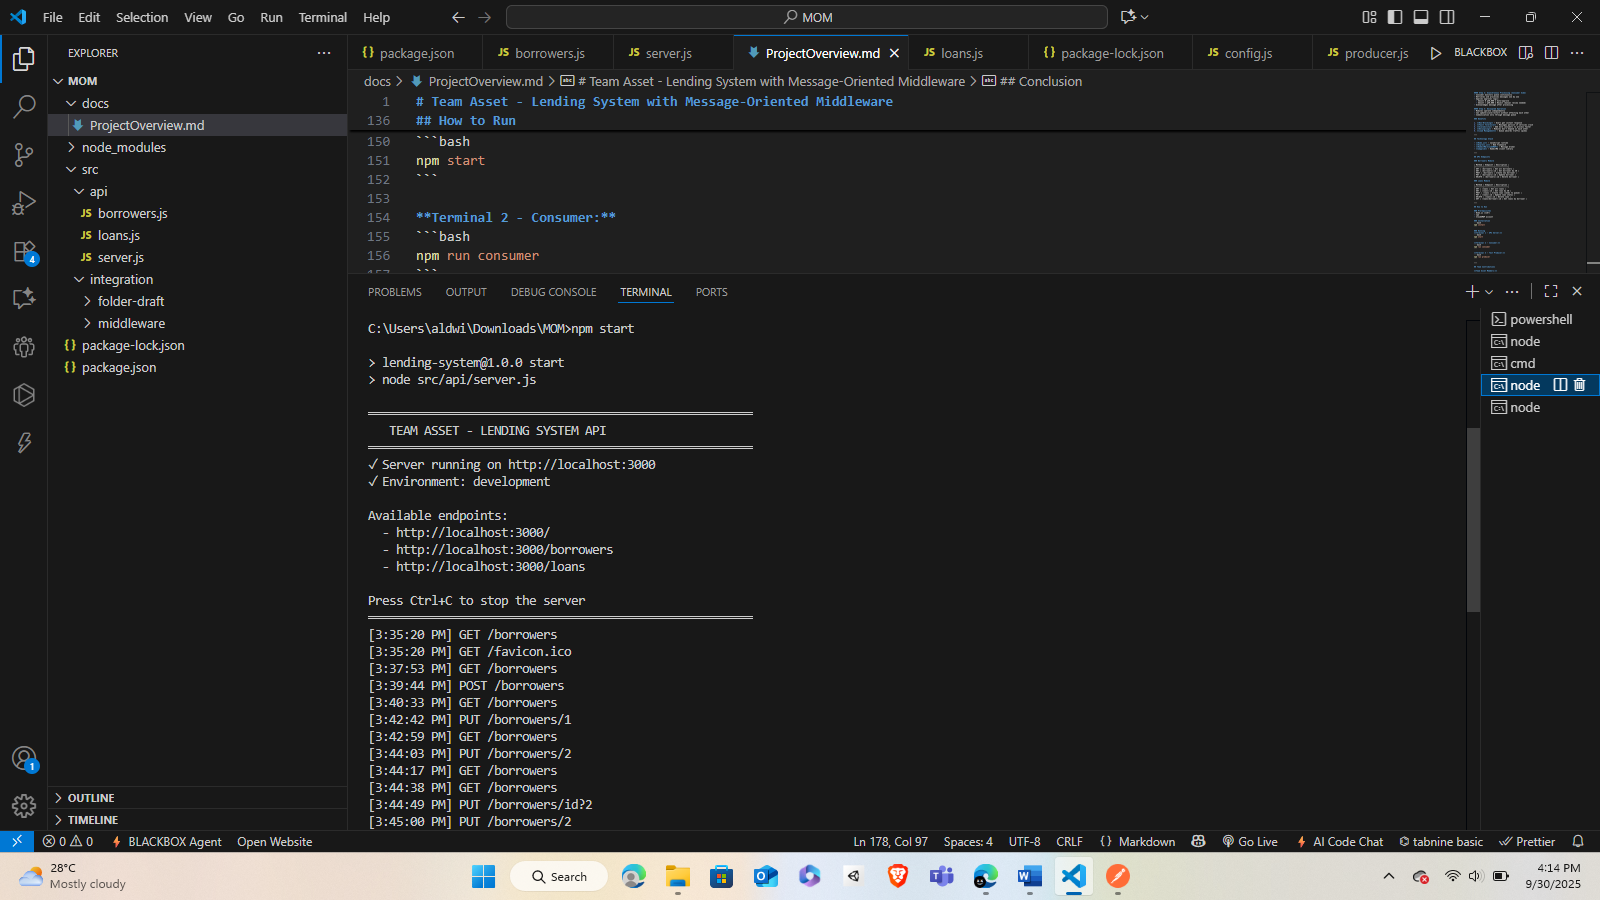 File Edit Selection View Go Run Terminal Help
MOM
EXPLORER
MOM
docs
ProjectOverview.md
node_modules
src
api
JS borrowers.js
JS loans.js
JS server.js
integration
folder-draft
middleware
{} package-lock.json
{} package.json
OUTLINE
TIMELINE
4
1
{} package.json
JS borrowers.js
JS server.js
ProjectOverview.md
JS loans.js
{} package-lock.json
JS config.js
JS producer.js
BLACKBOX
docs > ProjectOverview.md > # Team Asset - Lending System with Message-Oriented Middleware > ## Conclusion
1 # Team Asset - Lending System with Message-Oriented Middleware
136 ## How to Run
150 ```bash
151 npm start
152 ```
153
154 **Terminal 2 - Consumer:**
155 ```bash
156 npm run consumer
157 ```
PROBLEMS OUTPUT DEBUG CONSOLE TERMINAL PORTS
C:\Users\aldwi\Downloads\MOM>npm start
> lending-system@1.0.0 start
> node src/api/server.js
TEAM ASSET - LENDING SYSTEM API
✓ Server running on http://localhost:3000
✓ Environment: development
Available endpoints:
- http://localhost:3000/
- http://localhost:3000/borrowers
- http://localhost:3000/loans
Press Ctrl+C to stop the server
[3:35:20 PM] GET /borrowers
[3:35:20 PM] GET /favicon.ico
[3:37:53 PM] GET /borrowers
[3:39:44 PM] POST /borrowers
[3:40:33 PM] GET /borrowers
[3:42:42 PM] PUT /borrowers/1
[3:42:59 PM] GET /borrowers
[3:44:03 PM] PUT /borrowers/2
[3:44:17 PM] GET /borrowers
[3:44:38 PM] GET /borrowers
[3:44:49 PM] PUT /borrowers/id?2
[3:45:00 PM] PUT /borrowers/2
powershell
node
cmd
node
node
0 0 BLACKBOX Agent Open Website
Ln 178, Col 97 Spaces: 4 UTF-8 CRLF {} Markdown Go Live AI Code Chat tabnine basic Prettier
28°C
Mostly cloudy
Search
4:14 PM
9/30/2025